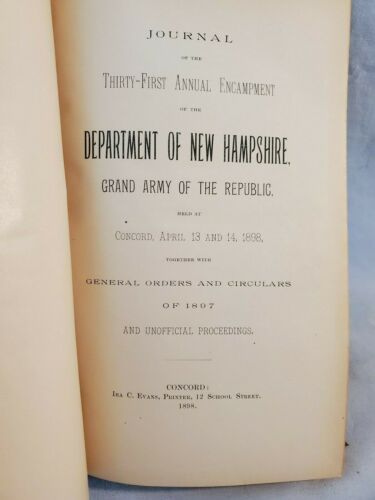 JOURNAL
OF THE
THIRTY-FIRST ANNUAL ENCAMPMENT
OF THE
DEPARTMENT OF NEW HAMPSHIRE,
GRAND ARMY OF THE REPUBLIC,
HELD AT
CONCORD, APRIL 13 AND 14, 1898,
TOGETHER WITH
GENERAL ORDERS AND CIRCULARS
OF 1897
AND UNOFFICIAL PROCEEDINGS.
CONCORD:
IRA C. EVANS, PRINTER, 12 SCHOOL STREET.
1898.